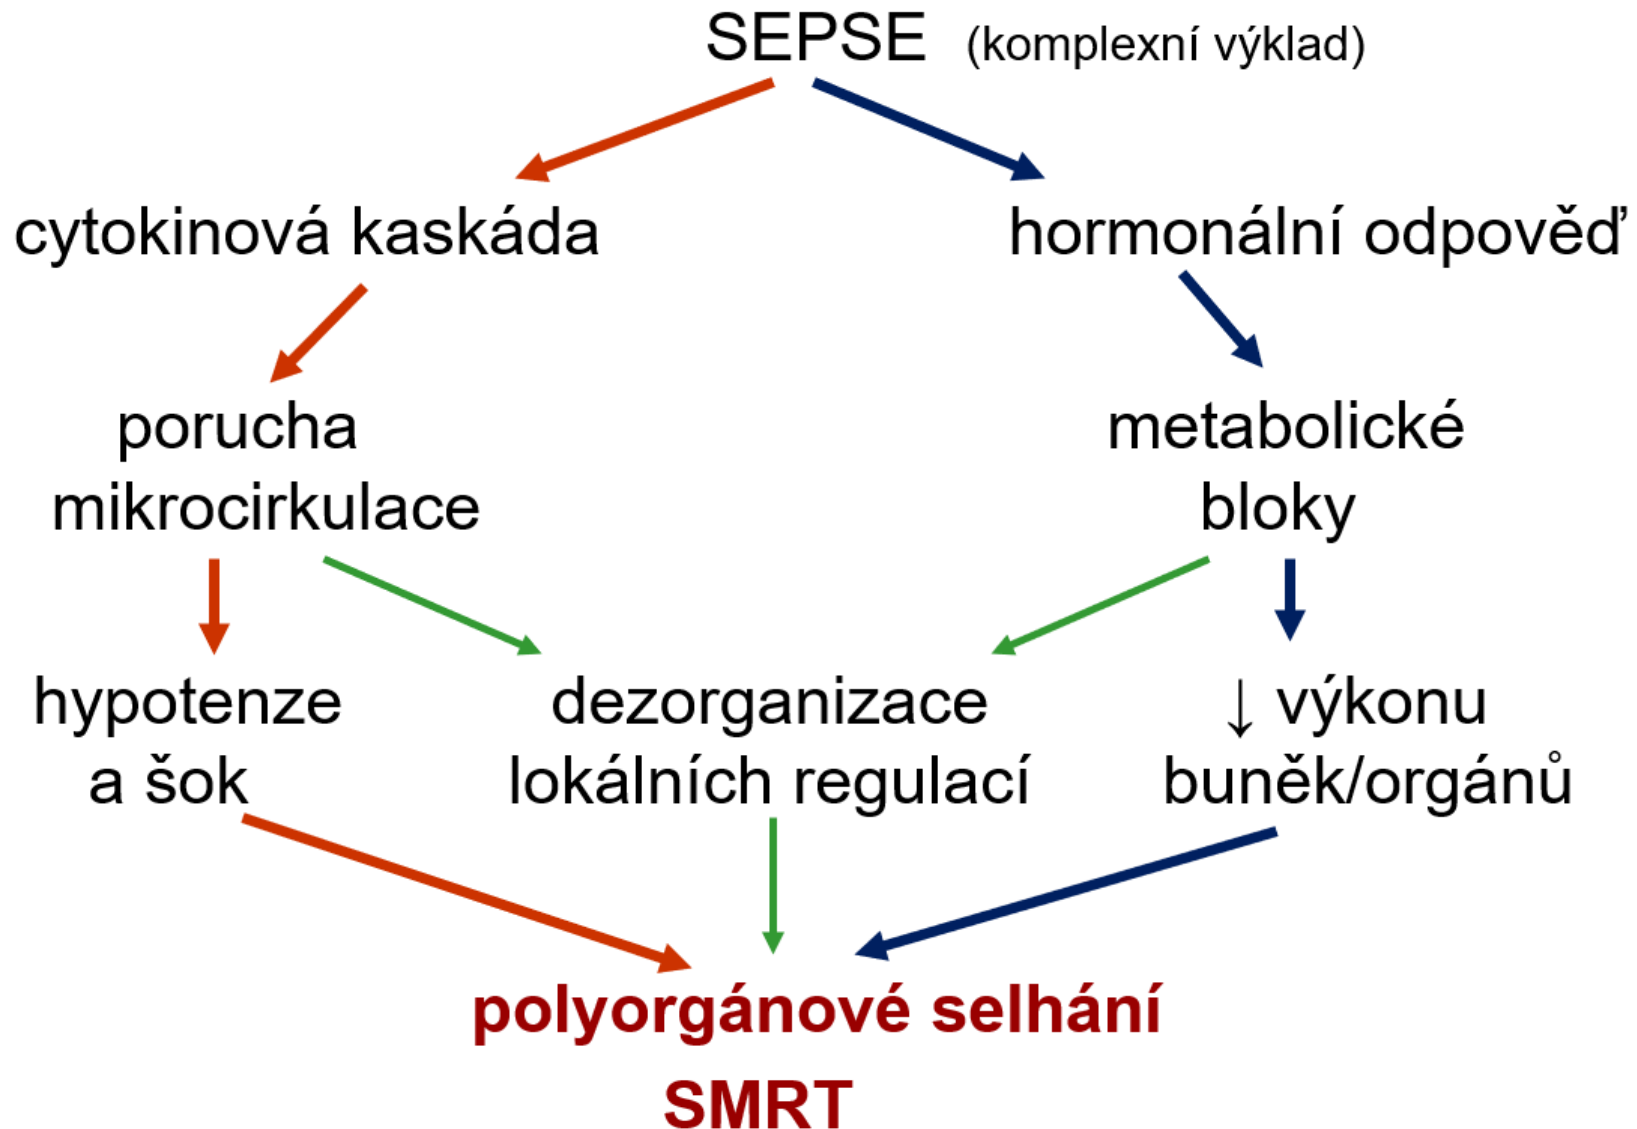 SEPSE (komplexní výklad)
cytokinová kaskáda
hormonální odpověď
porucha
mikrocirkulace
metabolické
bloky
hypotenze
a šok
dezorganizace
lokálních regulací
↓ výkonu
buněk/orgánů
polyorgánové selhání
SMRT